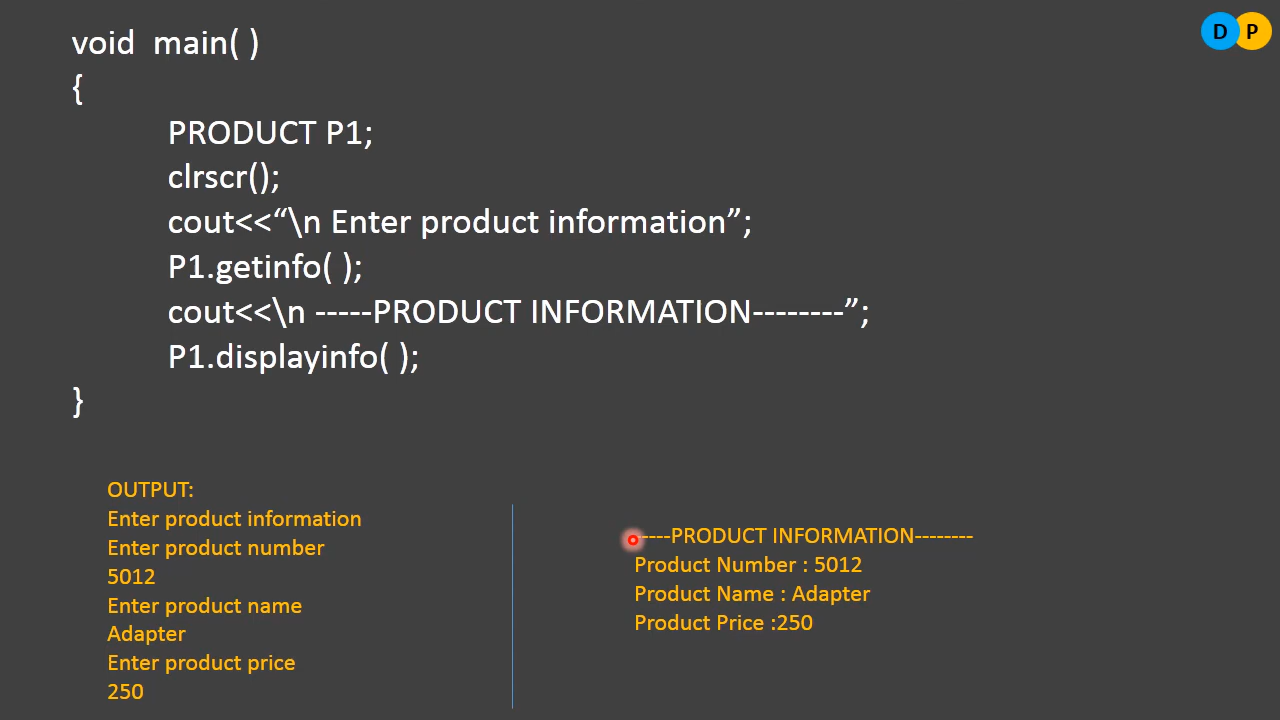 void main( )
{
PRODUCT P1;
clrscr();
cout<<“\n Enter product information”;
P1.getinfo( );
cout<<\n -----PRODUCT INFORMATION--------”;
P1.displayinfo( );
}
D P
OUTPUT:
Enter product information
Enter product number
5012
Enter product name
Adapter
Enter product price
250
-----PRODUCT INFORMATION--------
Product Number : 5012
Product Name : Adapter
Product Price :250